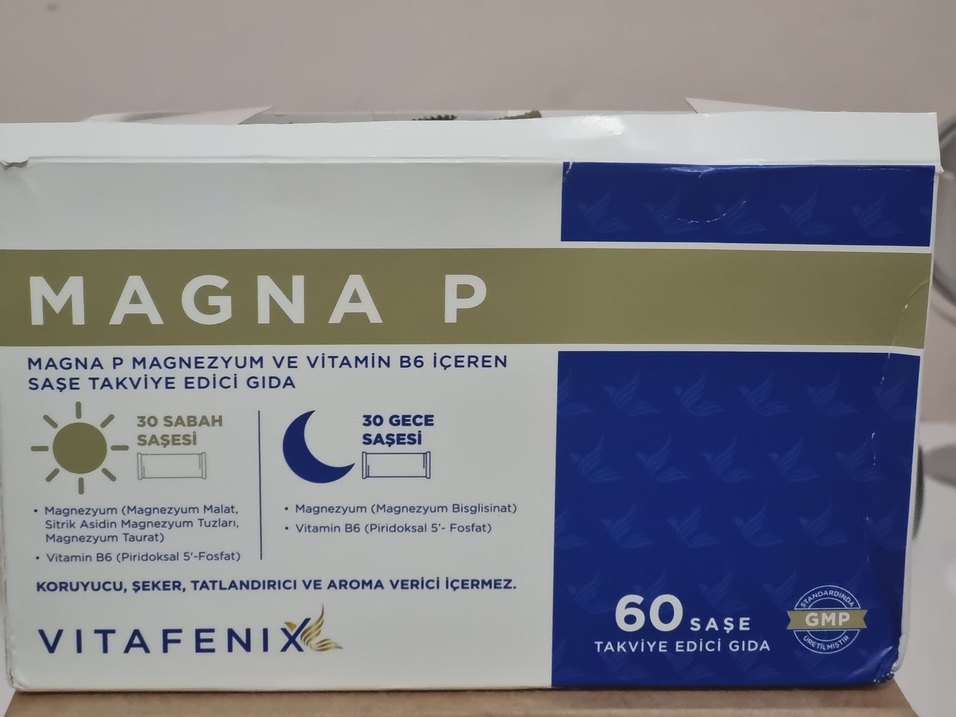 MAGNA P
MAGNA P MAGNEZYUM VE VİTAMİN B6 İÇEREN
SAŞE TAKVİYE EDİCİ GIDA
30 SABAH
SAŞESİ
• Magnezyum (Magnezyum Malat,
Sitrik Asidin Magnezyum Tuzları,
Magnezyum Taurat)
• Vitamin B6 (Piridoksal 5'-Fosfat)
30 GECE
SAŞESİ
• Magnezyum (Magnezyum Bisglisinat)
• Vitamin B6 (Piridoksal 5'- Fosfat)
KORUYUCU, ŞEKER, TATLANDIRICI VE AROMA VERİCİ İÇERMEZ.
VITAFENIX
60 SAŞE
TAKVİYE EDİCİ GIDA
STANDARDINDA
GMP
ÜRETİLMİŞTİR